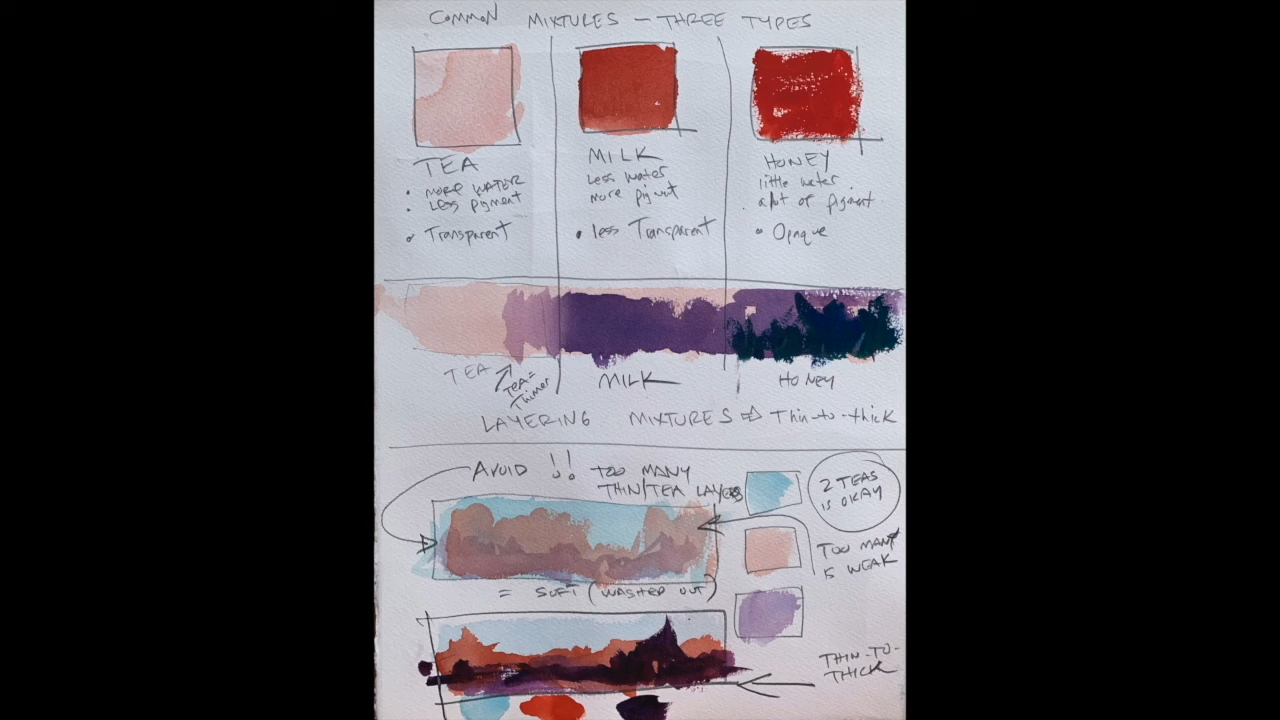 COMMON MIXTURES — THREE TYPES
TEA
• MORE WATER
• Less pigment
• Transparent
MILK
Less water
more pigment
• less Transparent
HONEY
little water
a lot of pigment
• Opaque
TEA
TEA =
Thinner
MILK
HONEY
LAYERING MIXTURES ⇒ Thin-to-thick
AVOID !! TOO MANY
THIN/TEA LAYERS
2 TEAS
IS OKAY
TOO MANY
IS WEAK
= SOFT (WASHED OUT)
THIN-TO-
THICK